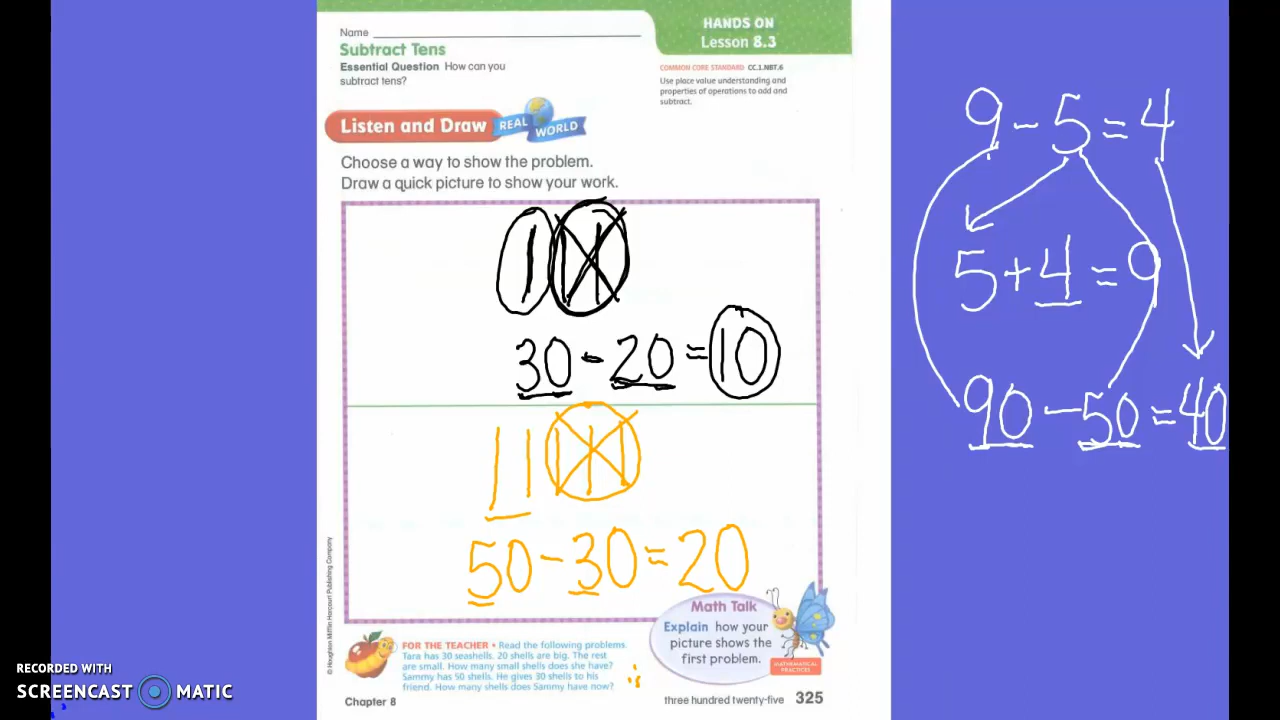 Name
HANDS ON
Lesson 8.3
Subtract Tens
Essential Question How can you
subtract tens?
COMMON CORE STANDARD CC.1.NBT.6
Use place value understanding and
properties of operations to add and
subtract.
Listen and Draw
REAL WORLD
Choose a way to show the problem.
Draw a quick picture to show your work.
30 - 20 = 10
50 - 30 = 20
9 - 5 = 4
5 + 4 = 9
90 - 50 = 40
Math Talk
Explain how your
picture shows the
first problem.
MATHEMATICAL
PRACTICES
FOR THE TEACHER • Read the following problems.
Tara has 30 seashells. 20 shells are big. The rest
are small. How many small shells does she have?
Sammy has 50 shells. He gives 30 shells to his
friend. How many shells does Sammy have now?
© Houghton Mifflin Harcourt Publishing Company
Chapter 8
three hundred twenty-five 325
RECORDED WITH
SCREENCAST MATIC